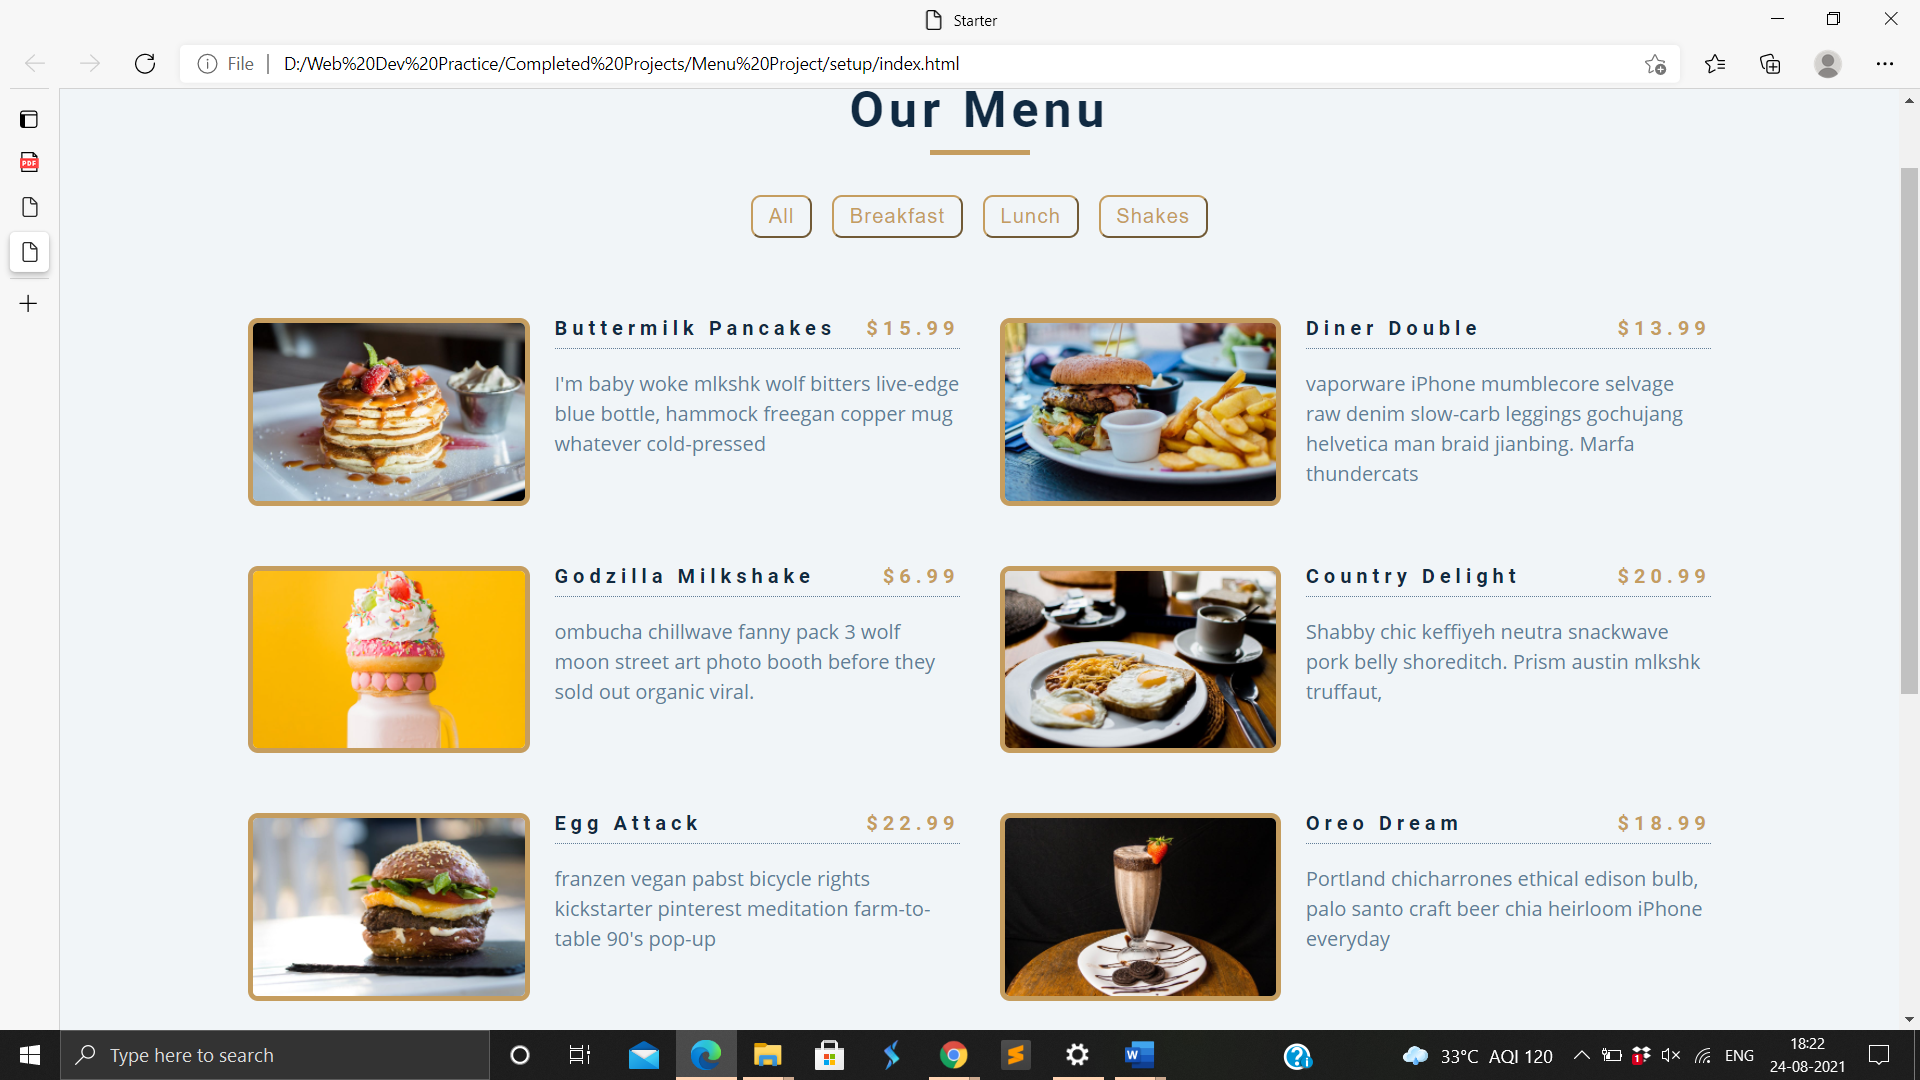 Starter
File
D:/Web%20Dev%20Practice/Completed%20Projects/Menu%20Project/setup/index.html
PDF
Our Menu
All
Breakfast
Lunch
Shakes
Buttermilk Pancakes $15.99
I'm baby woke mlkshk wolf bitters live-edge
blue bottle, hammock freegan copper mug
whatever cold-pressed
Diner Double $13.99
vaporware iPhone mumblecore selvage
raw denim slow-carb leggings gochujang
helvetica man braid jianbing. Marfa
thundercats
Godzilla Milkshake $6.99
ombucha chillwave fanny pack 3 wolf
moon street art photo booth before they
sold out organic viral.
Country Delight $20.99
Shabby chic keffiyeh neutra snackwave
pork belly shoreditch. Prism austin mlkshk
truffaut,
Egg Attack $22.99
franzen vegan pabst bicycle rights
kickstarter pinterest meditation farm-to-
table 90's pop-up
Oreo Dream $18.99
Portland chicharrones ethical edison bulb,
palo santo craft beer chia heirloom iPhone
everyday
Type here to search
W
33°C AQI 120
1
ENG
18:22
24-08-2021